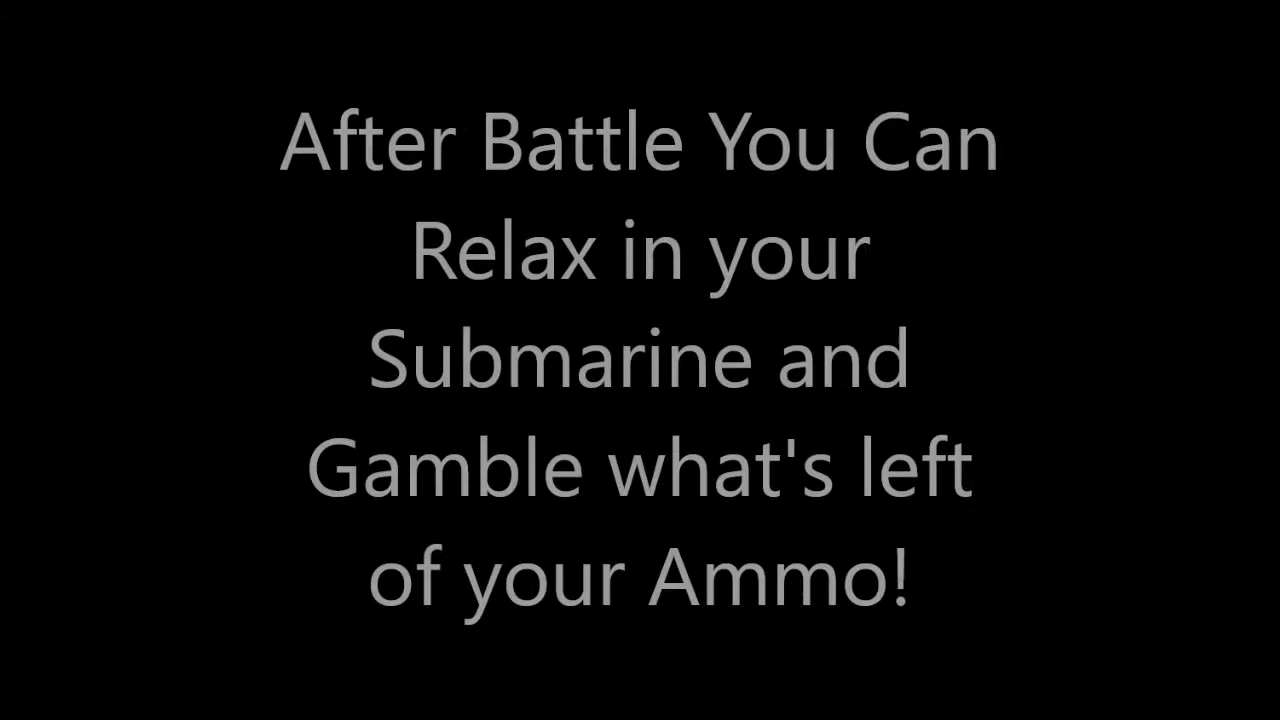 After Battle You Can
Relax in your
Submarine and
Gamble what's left
of your Ammo!